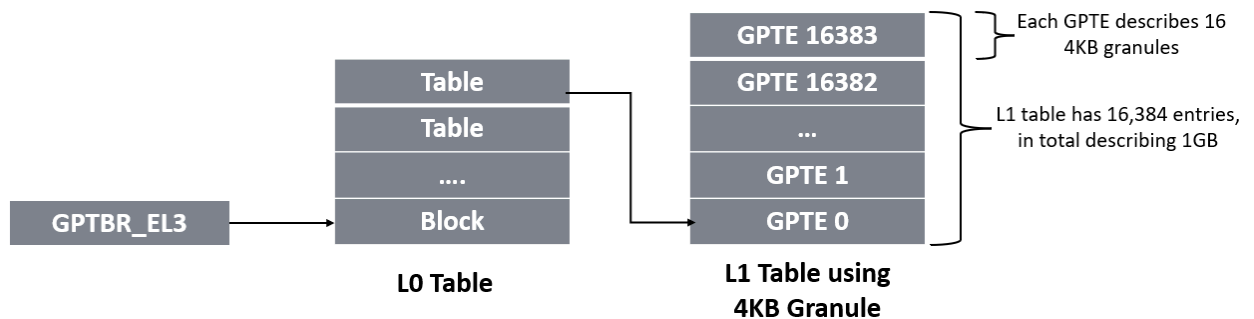 GPTBR_EL3
Table
Table
....
Block
L0 Table
GPTE 16383
GPTE 16382
...
GPTE 1
GPTE 0
L1 Table using
4KB Granule
Each GPTE describes 16
4KB granules
L1 table has 16,384 entries,
in total describing 1GB